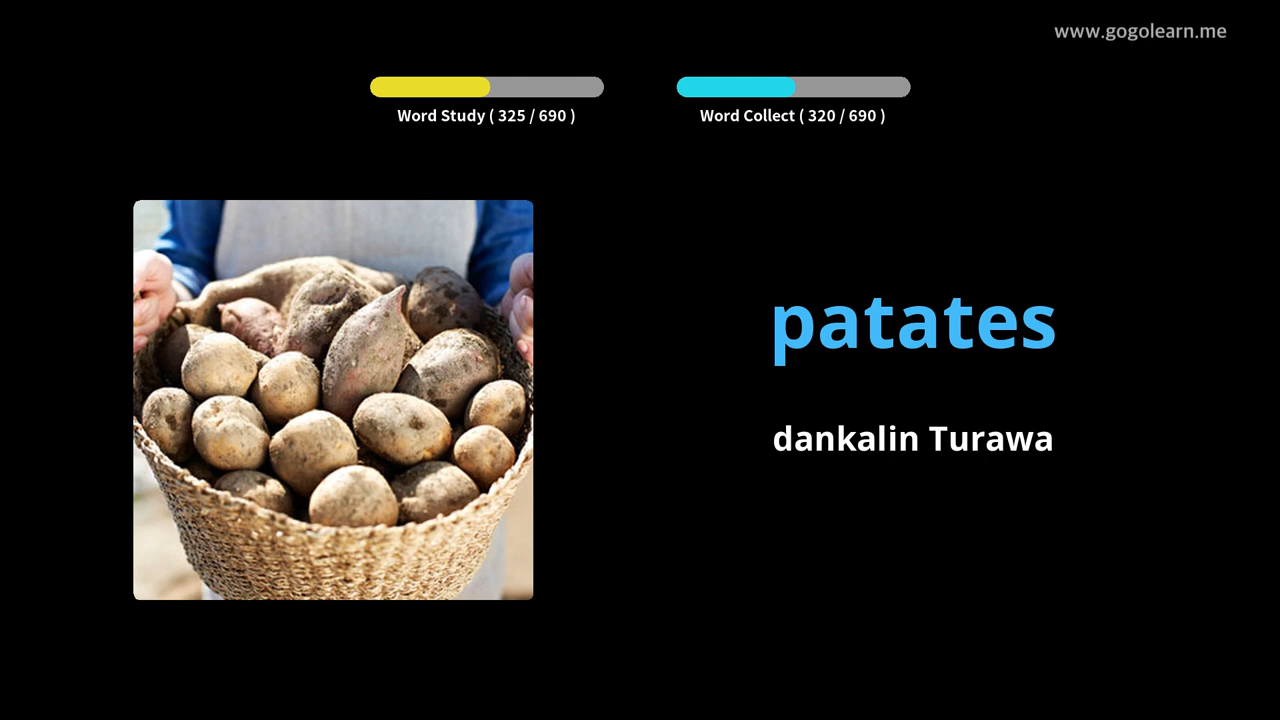 www.gogolearn.me
Word Study ( 325 / 690 )
Word Collect ( 320 / 690 )
patates
dankalin Turawa